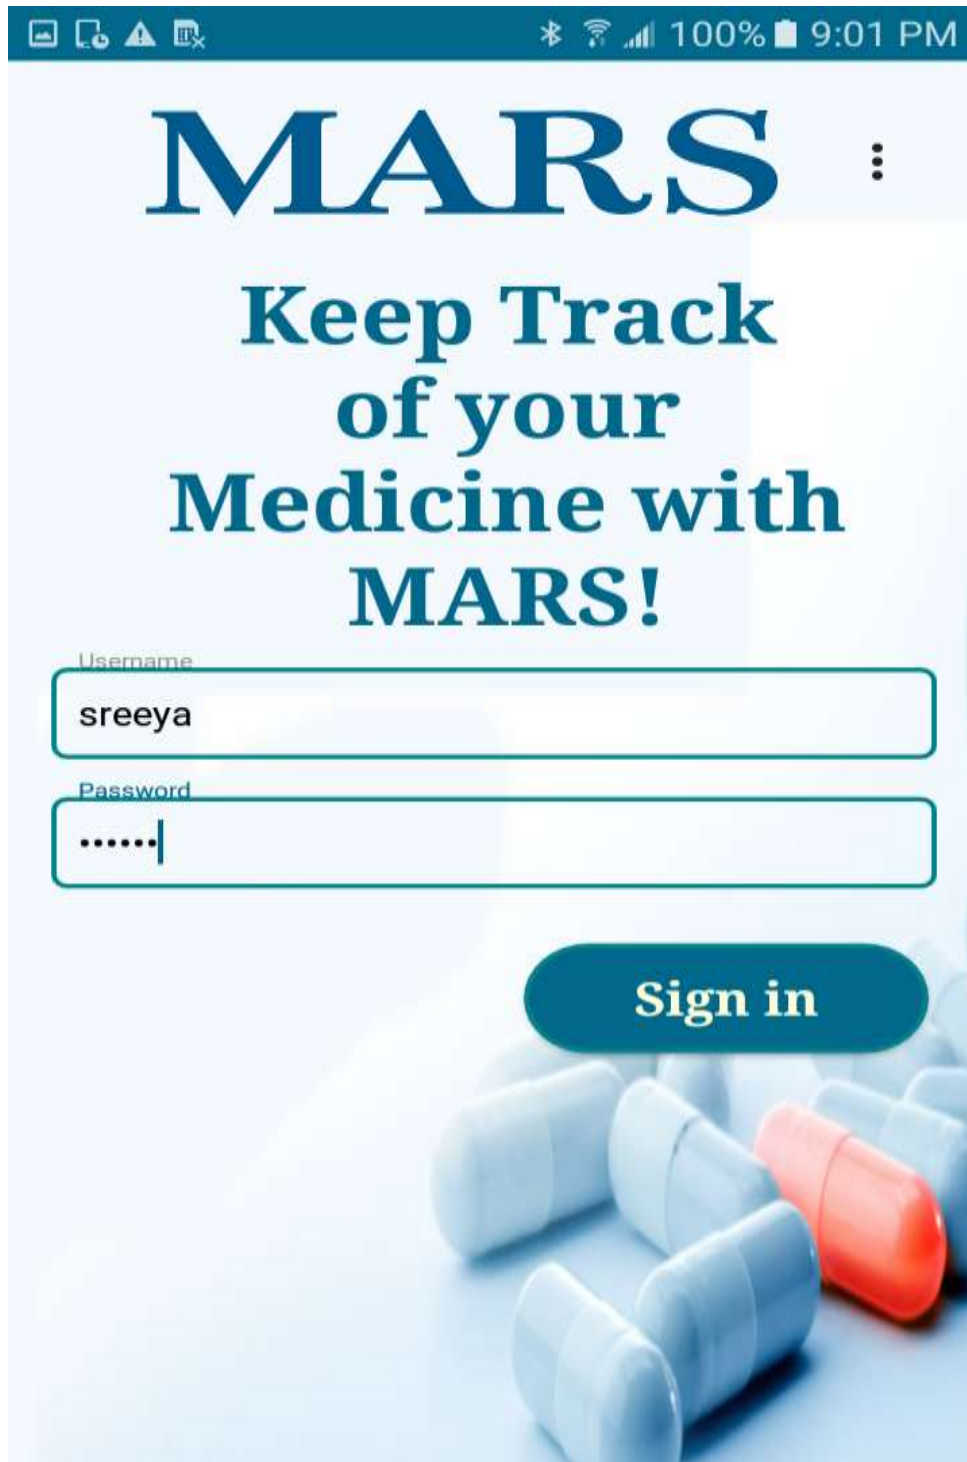 100% 9:01 PM
MARS
Keep Track
of your
Medicine with
MARS!
Username
sreeya
Password
••••••
Sign in